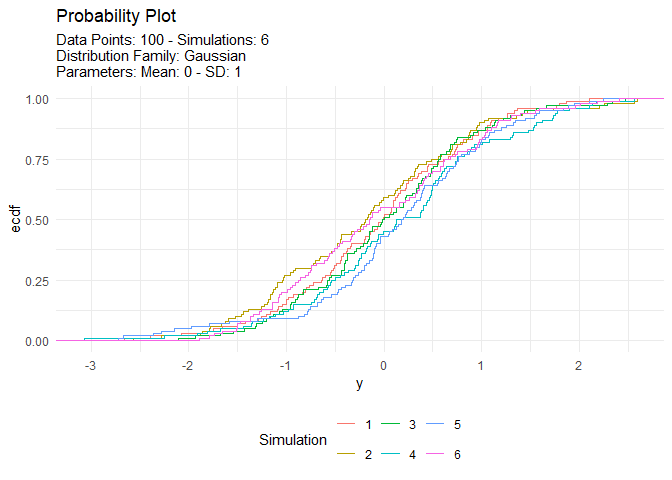 Probability Plot
Data Points: 100 - Simulations: 6
Distribution Family: Gaussian
Parameters: Mean: 0 - SD: 1
1.00
0.75
ecdf
0.50
0.25
0.00
-3 -2 -1 0 1 2
y
Simulation
1 3 5
2 4 6